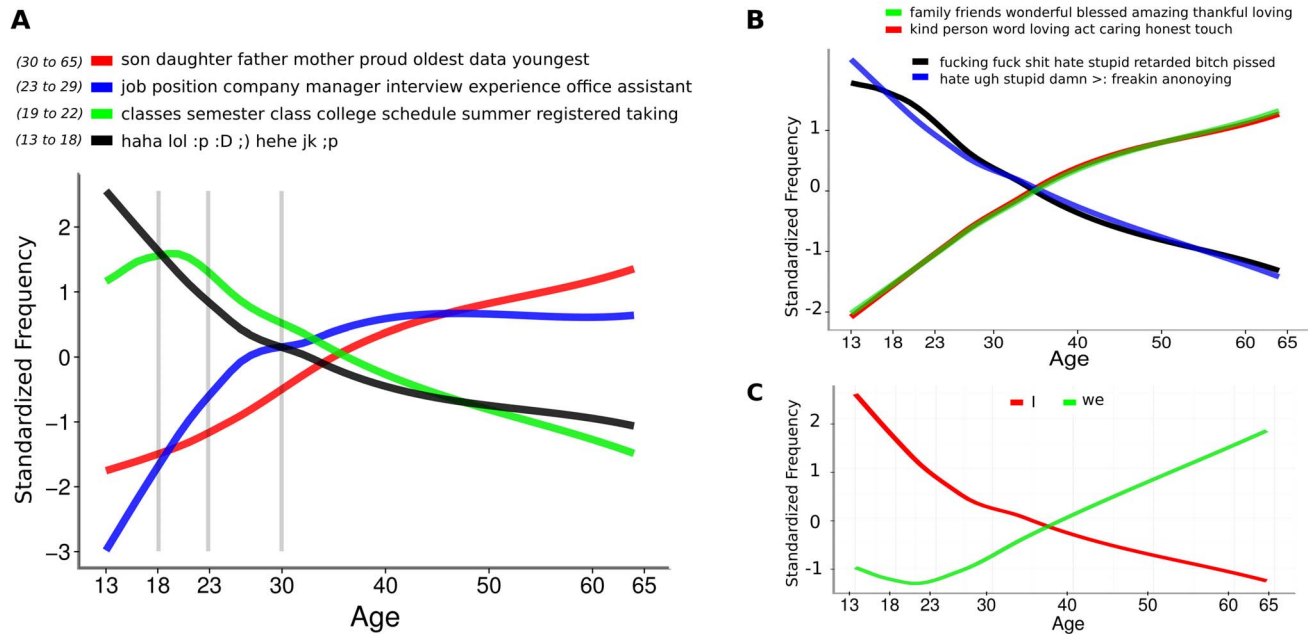 A
(30 to 65) son daughter father mother proud oldest data youngest
(23 to 29) job position company manager interview experience office assistant
(19 to 22) classes semester class college schedule summer registered taking
(13 to 18) haha lol :p :D ;) hehe jk ;p
Standardized Frequency
2
1
0
−1
−2
−3
13 18 23 30 40 50 60 65
Age
B
family friends wonderful blessed amazing thankful loving
kind person word loving act caring honest touch
fucking fuck shit hate stupid retarded bitch pissed
hate ugh stupid damn >: freakin anonoying
Standardized Frequency
1
0
-1
-2
13 18 23 30 40 50 60 65
Age
C
I we
Standardized Frequency
2
1
0
-1
13 18 23 30 40 50 60 65
Age